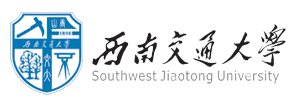 西南交通大學
Southwest Jiaotong University